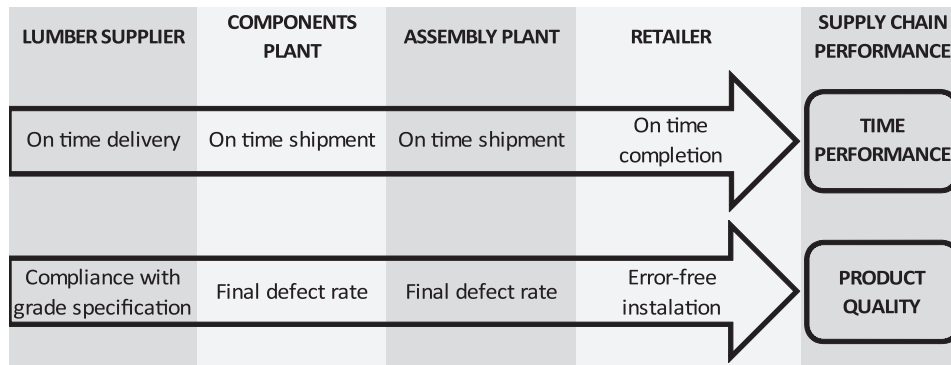 LUMBER SUPPLIER
COMPONENTS
PLANT
ASSEMBLY PLANT
RETAILER
SUPPLY CHAIN
PERFORMANCE
On time delivery
On time shipment
On time shipment
On time
completion
TIME
PERFORMANCE
Compliance with
grade specification
Final defect rate
Final defect rate
Error-free
instalation
PRODUCT
QUALITY